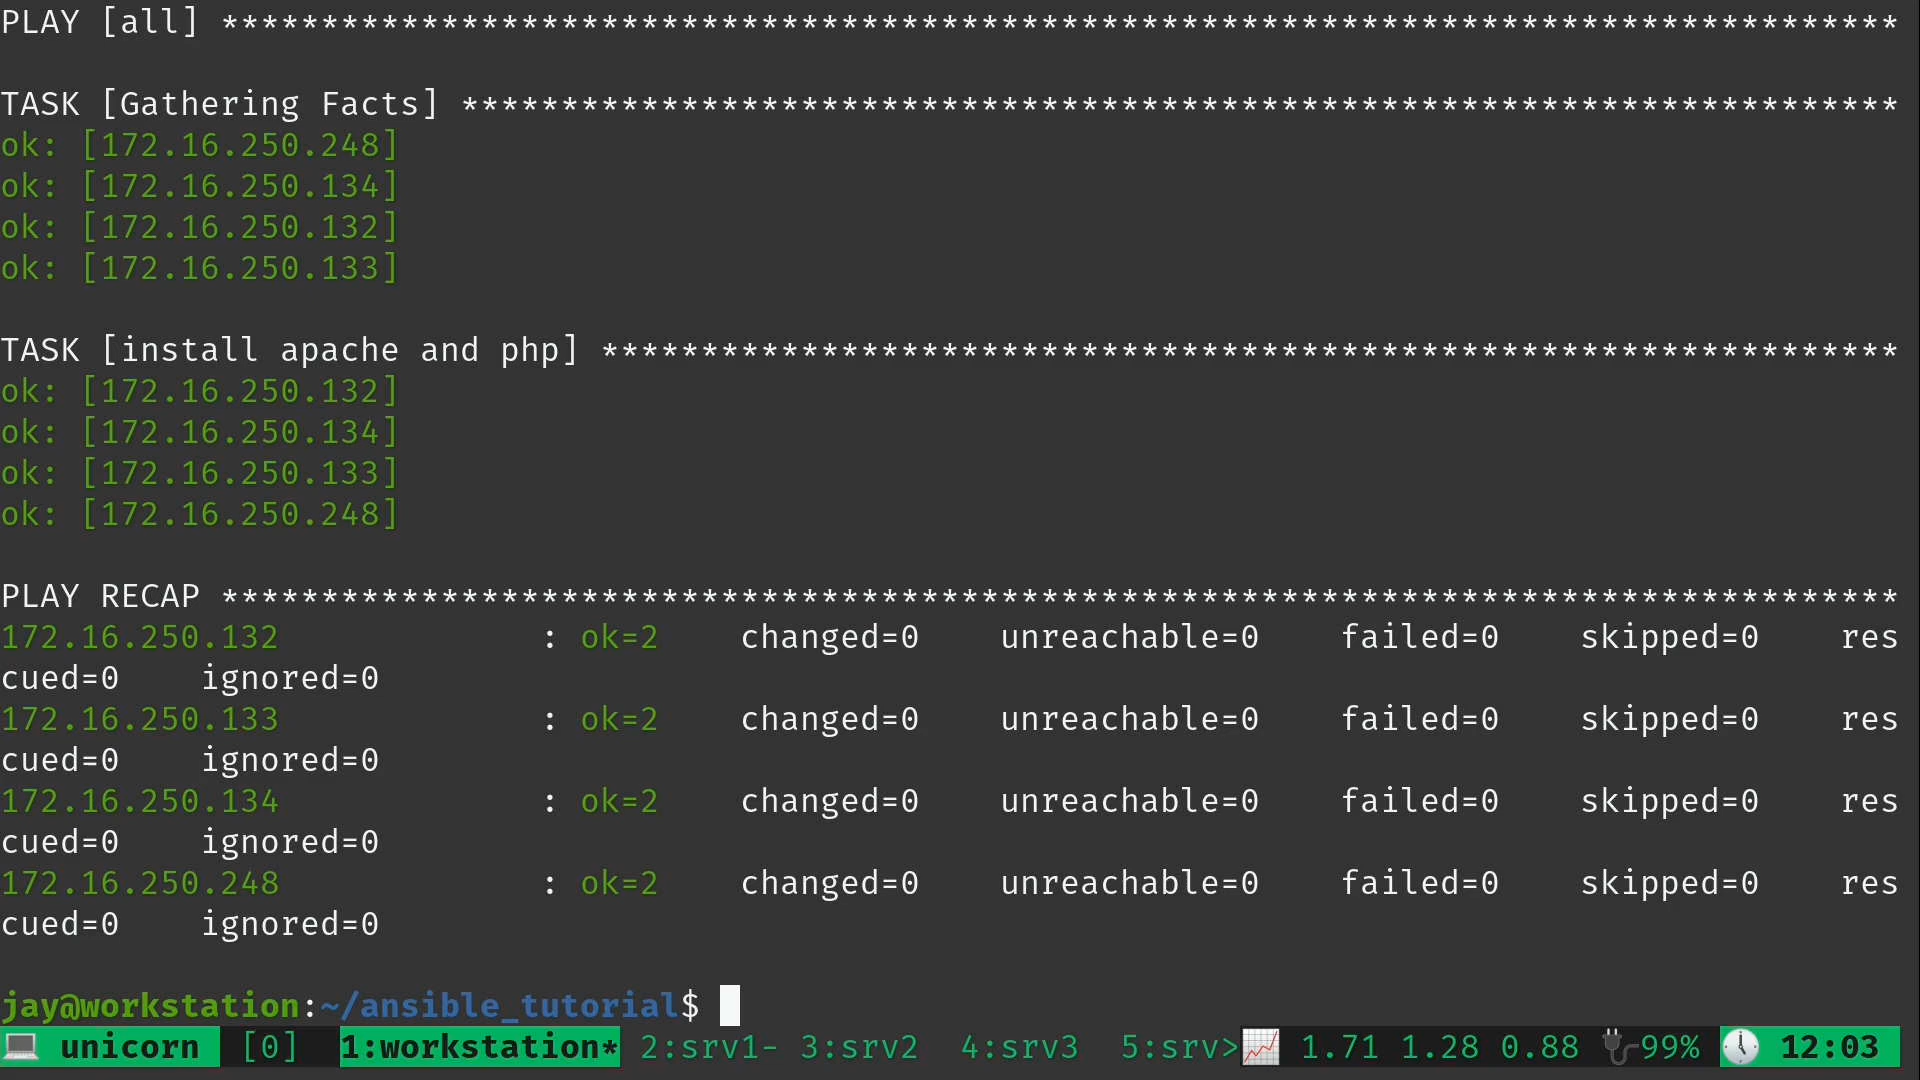 PLAY [all] ************************************************************************************
TASK [Gathering Facts] ************************************************************************
ok: [172.16.250.248]
ok: [172.16.250.134]
ok: [172.16.250.132]
ok: [172.16.250.133]
TASK [install apache and php] *****************************************************************
ok: [172.16.250.132]
ok: [172.16.250.134]
ok: [172.16.250.133]
ok: [172.16.250.248]
PLAY RECAP ************************************************************************************
172.16.250.132             : ok=2    changed=0    unreachable=0    failed=0    skipped=0    res
cued=0    ignored=0
172.16.250.133             : ok=2    changed=0    unreachable=0    failed=0    skipped=0    res
cued=0    ignored=0
172.16.250.134             : ok=2    changed=0    unreachable=0    failed=0    skipped=0    res
cued=0    ignored=0
172.16.250.248             : ok=2    changed=0    unreachable=0    failed=0    skipped=0    res
cued=0    ignored=0
jay@workstation:~/ansible_tutorial$
unicorn [0] 1:workstation* 2:srv1- 3:srv2 4:srv3 5:srv> 1.71 1.28 0.88 99% 12:03